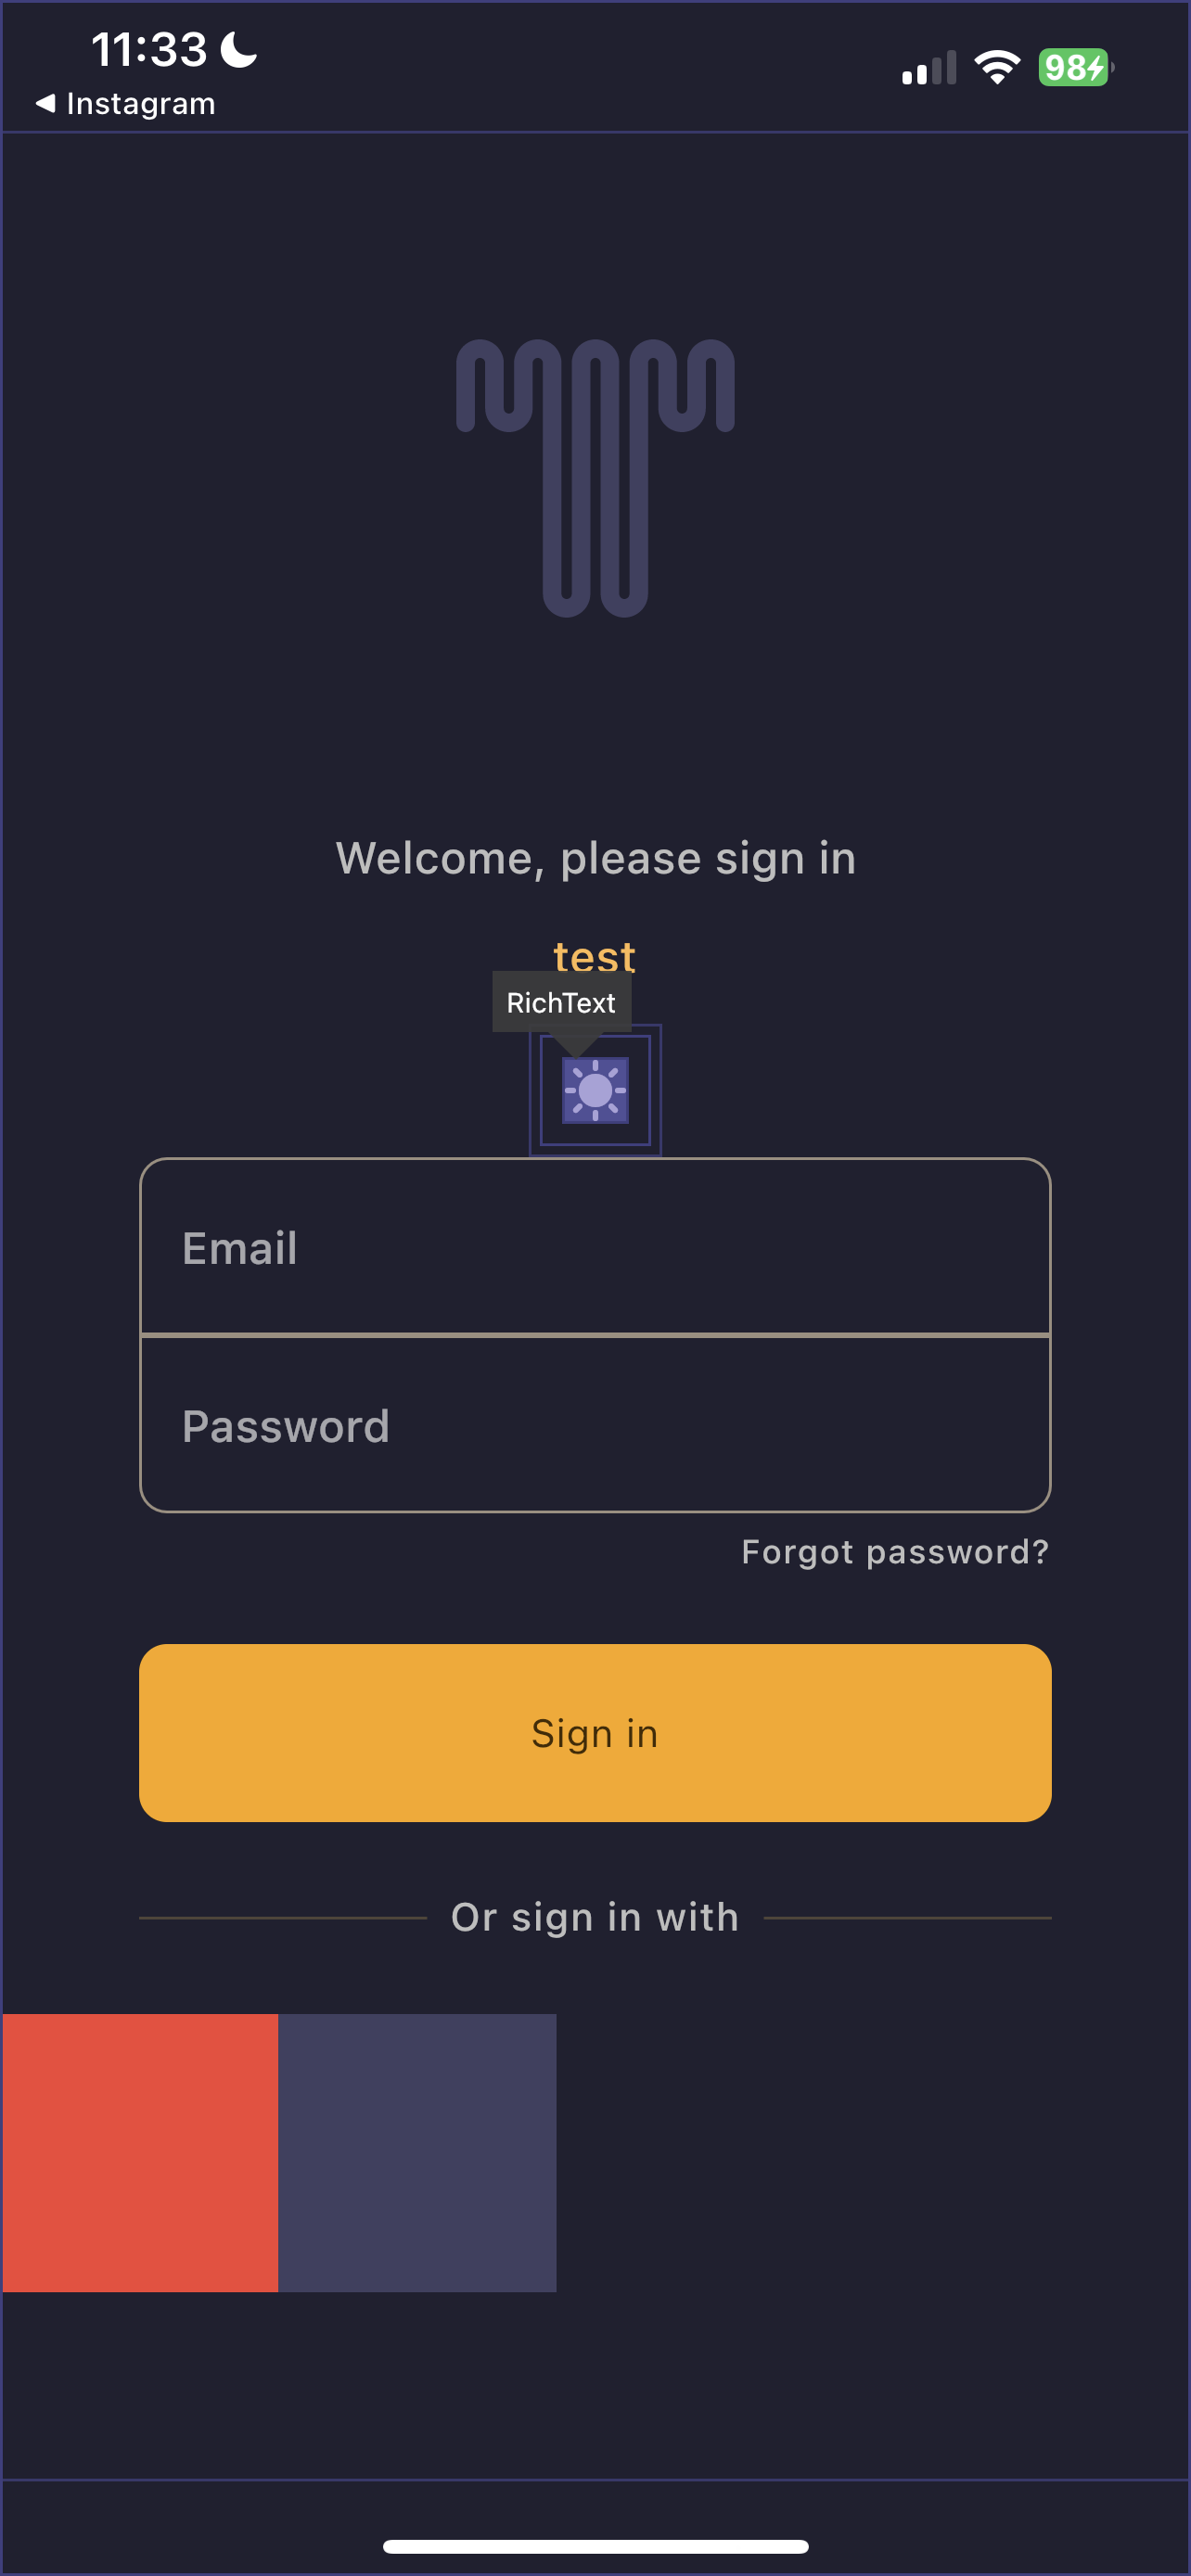 11:33
98
Instagram
Welcome, please sign in
test
RichText
Email
Password
Forgot password?
Sign in
Or sign in with